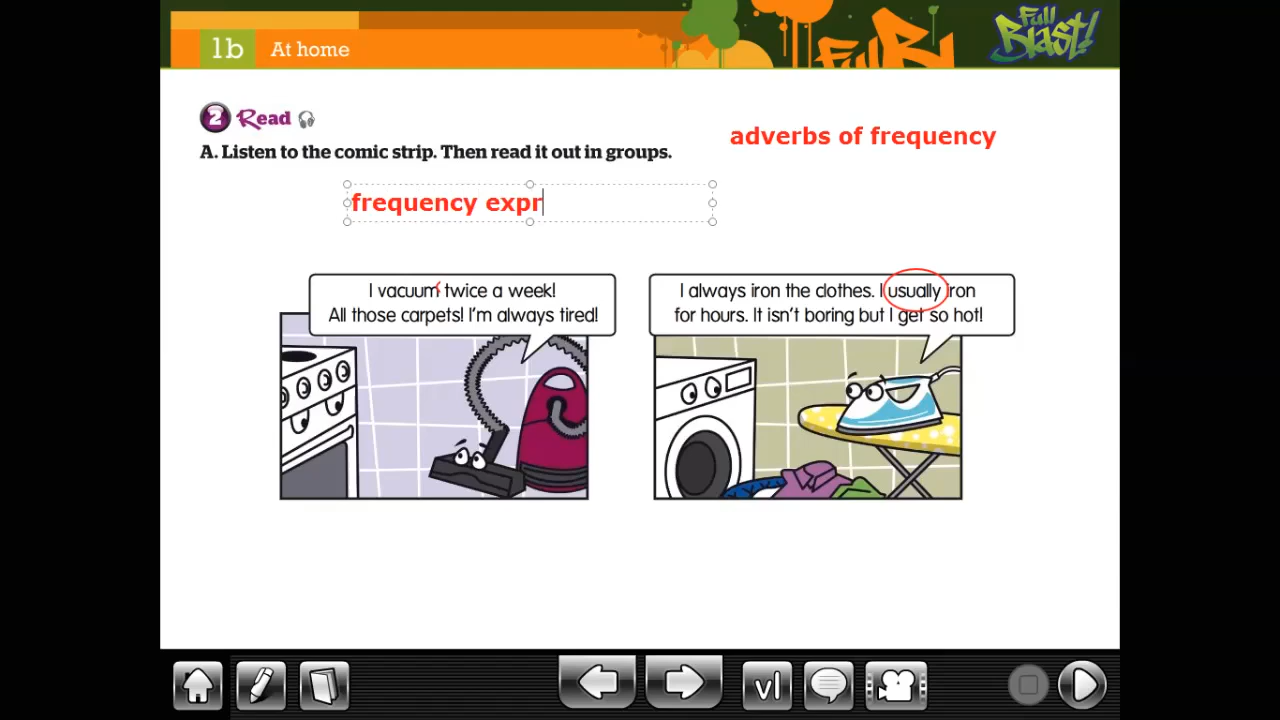 Full
Blast!
1b At home
Full B
2 Read
adverbs of frequency
A. Listen to the comic strip. Then read it out in groups.
frequency expr
I vacuum twice a week!
All those carpets! I'm always tired!
I always iron the clothes. I usually iron
for hours. It isn't boring but I get so hot!
vl